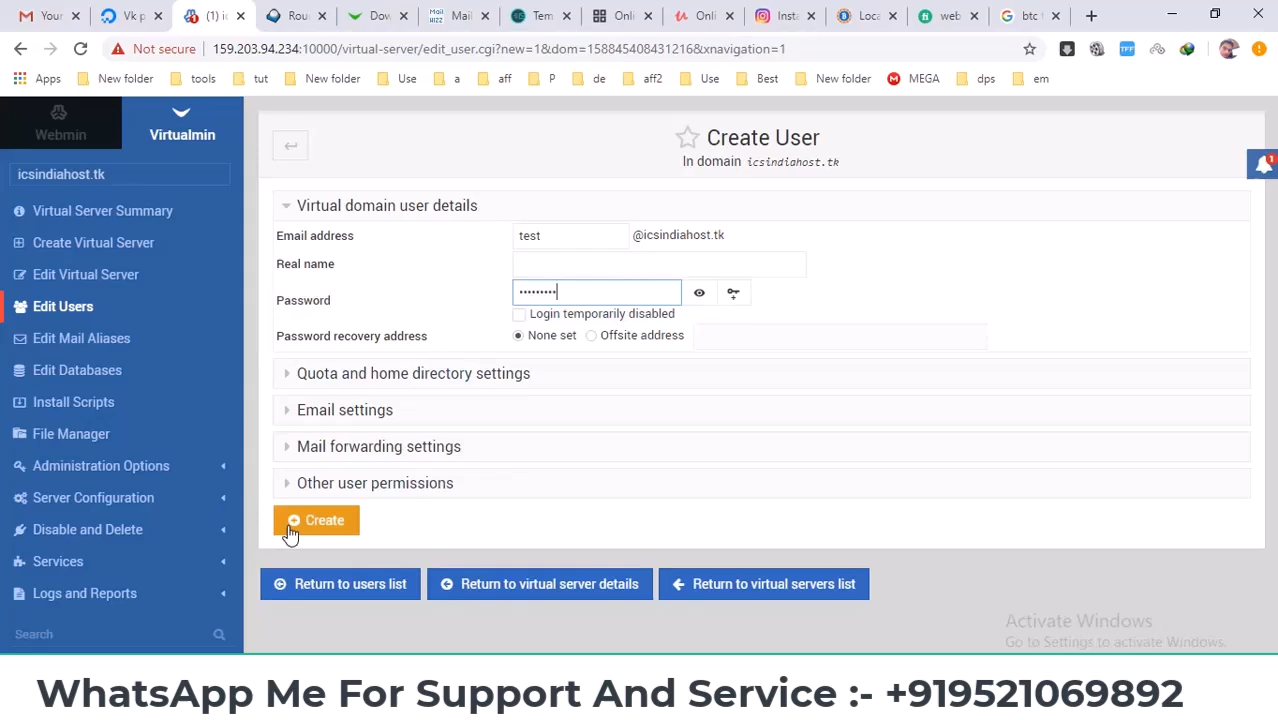 Your
Vk p
(1) ic
Rou
Dow
Mail
Tem
Onli
Onli
Insta
Loca
web
btc t
Not secure
159.203.94.234:10000/virtual-server/edit_user.cgi?new=1&dom=158845408431216&xnavigation=1
Apps New folder tools tut New folder Use a aff P de aff2 Use Best New folder MEGA dps em
Webmin
Virtualmin
icsindiahost.tk
Virtual Server Summary
Create Virtual Server
Edit Virtual Server
Edit Users
Edit Mail Aliases
Edit Databases
Install Scripts
File Manager
Administration Options
Server Configuration
Disable and Delete
Services
Logs and Reports
Search
Create User
In domain icsindiahost.tk
1
Virtual domain user details
Email address test @icsindiahost.tk
Real name
Password •••••••••
Login temporarily disabled
Password recovery address None set Offsite address
Quota and home directory settings
Email settings
Mail forwarding settings
Other user permissions
Create
Return to users list Return to virtual server details Return to virtual servers list
Activate Windows
Go to Settings to activate Windows.
WhatsApp Me For Support And Service :- +919521069892